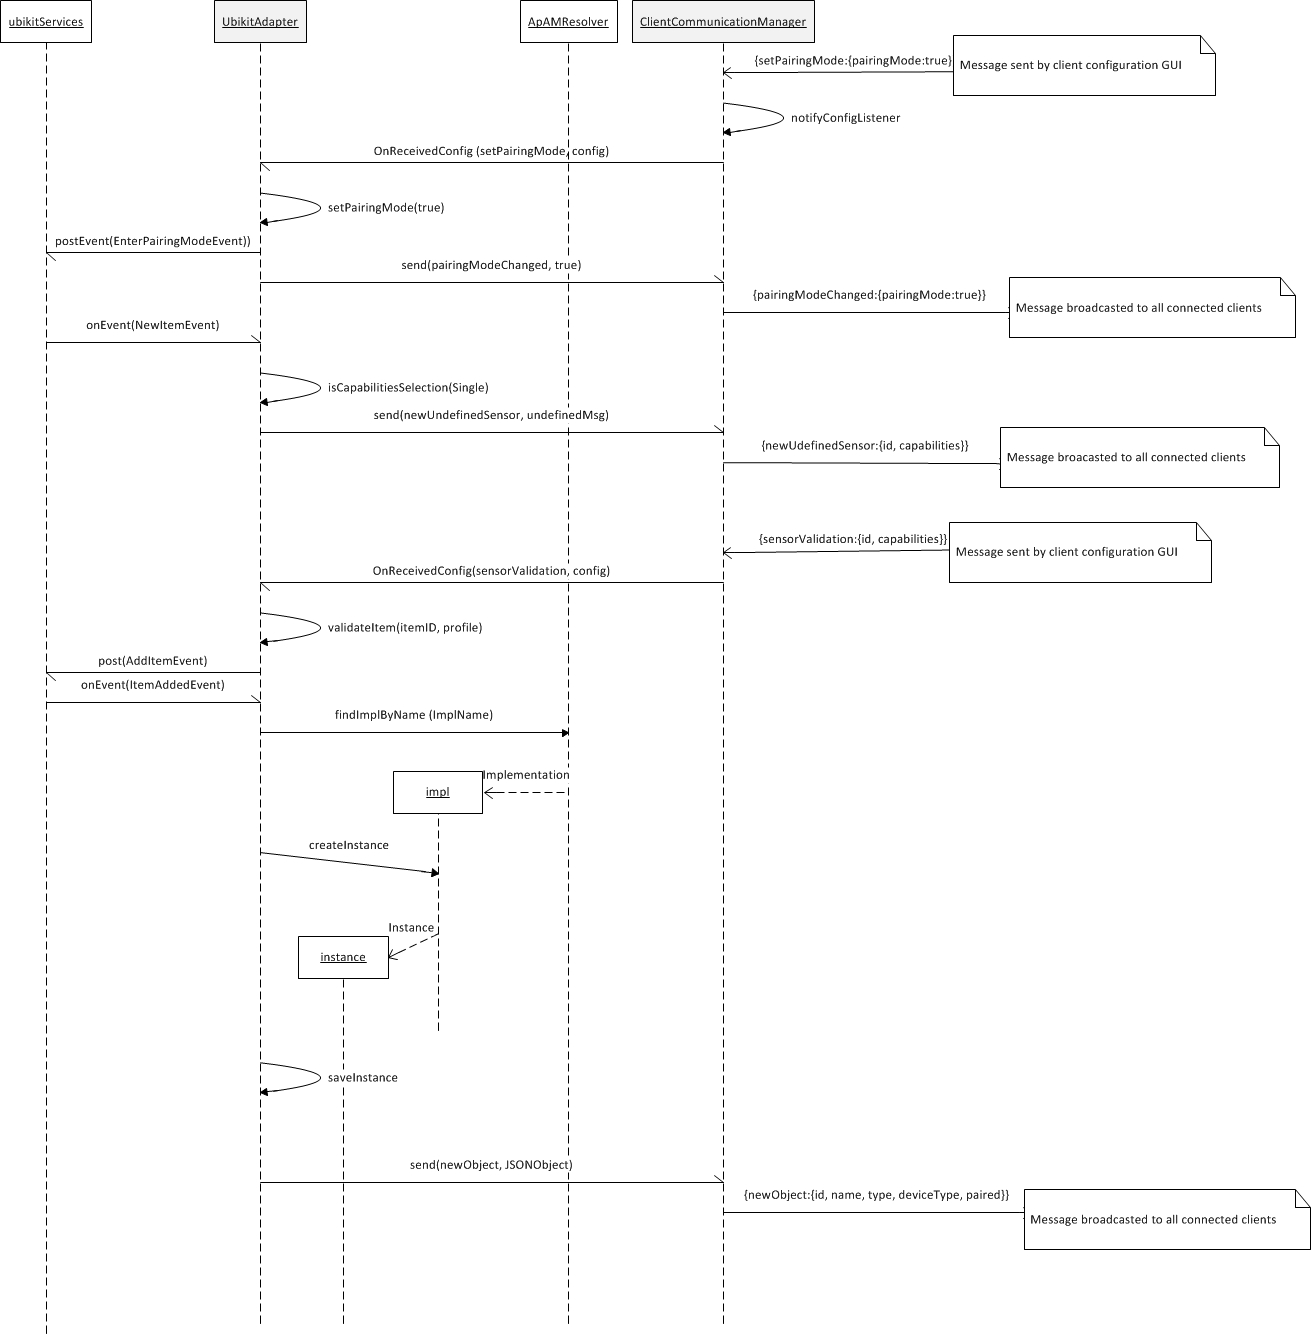 ubikitServices
UbikitAdapter
ApAMResolver
ClientCommunicationManager
{setPairingMode:{pairingMode:true}
Message sent by client configuration GUI
notifyConfigListener
OnReceivedConfig (setPairingMode, config)
setPairingMode(true)
postEvent(EnterPairingModeEvent))
send(pairingModeChanged, true)
{pairingModeChanged:{pairingMode:true}}
Message broadcasted to all connected clients
onEvent(NewItemEvent)
isCapabilitiesSelection(Single)
send(newUndefinedSensor, undefinedMsg)
{newUdefinedSensor:{id, capabilities}}
Message broacasted to all connected clients
{sensorValidation:{id, capabilities}}
Message sent by client configuration GUI
OnReceivedConfig(sensorValidation, config)
validateItem(itemID, profile)
post(AddItemEvent)
onEvent(ItemAddedEvent)
findImplByName (ImplName)
Implementation
impl
createInstance
Instance
instance
saveInstance
send(newObject, JSONObject)
{newObject:{id, name, type, deviceType, paired}}
Message broadcasted to all connected clients